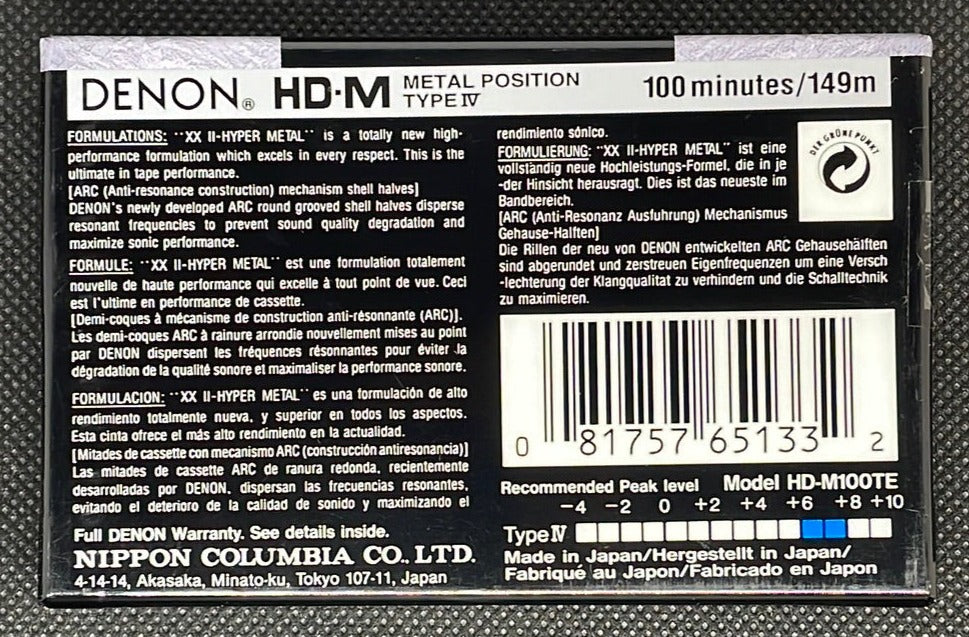 DENON® HD·M METAL POSITION TYPE IV 100 minutes/149m
FORMULATIONS: “XX II-HYPER METAL” is a totally new high-
performance formulation which excels in every respect. This is the
ultimate in tape performance.
[ARC (Anti-resonance construction) mechanism shell halves]
DENON's newly developed ARC round grooved shell halves disperse
resonant frequencies to prevent sound quality degradation and
maximize sonic performance.
FORMULE: “XX II-HYPER METAL” est une formulation totalement
nouvelle de haute performance qui excelle à tout point de vue. Ceci
est l'ultime en performance de cassette.
[Demi-coques à mécanisme de construction anti-résonnante (ARC)].
Les demi-coques ARC à rainure arrondie nouvellement mises au point
par DENON dispersent les fréquences résonnantes pour éviter la
dégradation de la qualité sonore et maximaliser la performance sonore.
FORMULACION: “XX II-HYPER METAL” es una formulación de alto
rendimiento totalmente nueva, y superior en todos los aspectos.
Esta cinta ofrece el más alto rendimiento en la actualidad.
[Mitades de cassette con mecanismo ARC (construcción antiresonancia)]
Las mitades de cassette ARC de ranura redonda, recientemente
desarrolladas por DENON, dispersan las frecuencias resonantes,
evitando el deterioro de la calidad de sonido y maximizando el
rendimiento sónico.
FORMULIERUNG: “XX II-HYPER METAL” ist eine
vollständig neue Hochleistungs-Formel, die in je
-der Hinsicht herausragt. Dies ist das neueste im
Bandbereich.
[ARC (Anti-Resonanz Ausfuhrung) Mechanismus
Gehause-Halften]
Die Rillen der neu von DENON entwickelten ARC Gehausehälften
sind abgerundet und zerstreuen Eigenfrequenzen um eine Versch
-lechterung der Klangqualitat zu verhindern und die Schalltechnik
zu maximieren.
DER GRÜNE PUNKT
0 81757 65133 2
Recommended Peak level Model HD-M100TE
−4 −2 0 +2 +4 +6 +8 +10
Type IV
Full DENON Warranty. See details inside.
NIPPON COLUMBIA CO., LTD.
4-14-14, Akasaka, Minato-ku, Tokyo 107-11, Japan
Made in Japan/Hergestellt in Japan/
Fabriqué au Japon/Fabricado en Japon